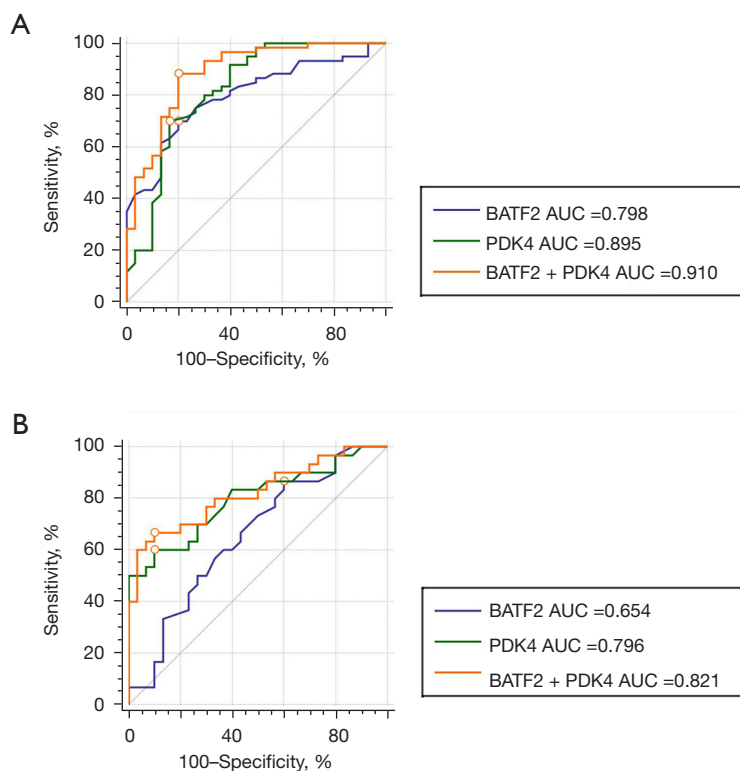 A
100
80
60
40
20
0
Sensitivity, %
0 40 80
100–Specificity, %
BATF2 AUC =0.798
PDK4 AUC =0.895
BATF2 + PDK4 AUC =0.910
B
100
80
60
40
20
0
Sensitivity, %
0 40 80
100–Specificity, %
BATF2 AUC =0.654
PDK4 AUC =0.796
BATF2 + PDK4 AUC =0.821